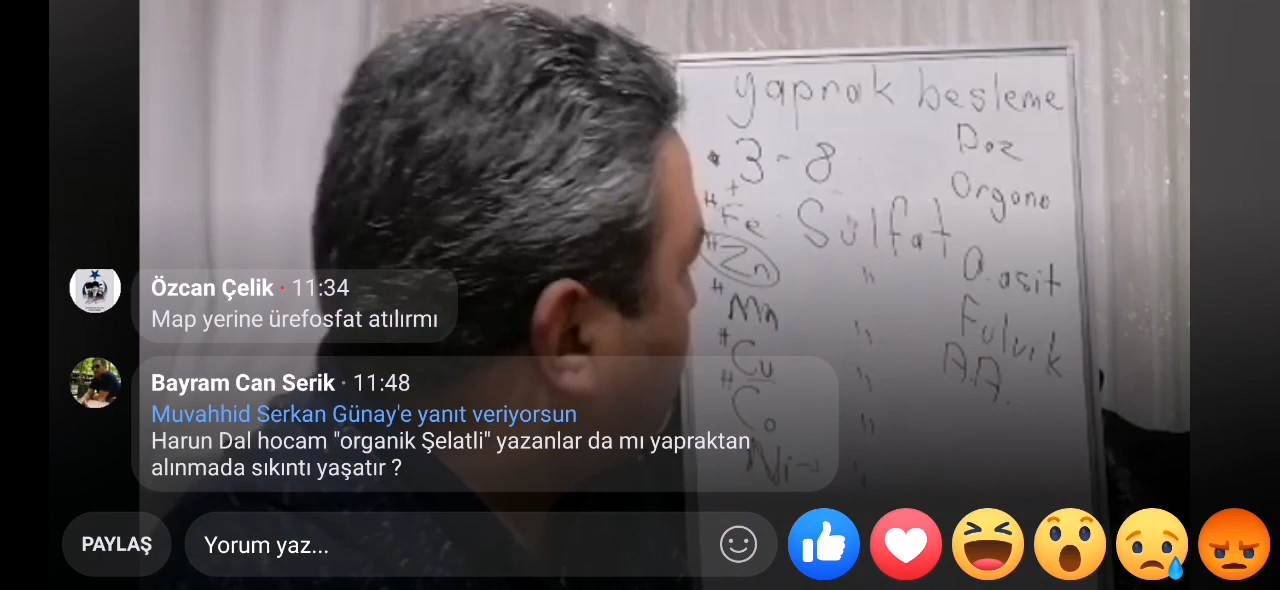 yaprak besleme
Doz
• 3 - 8
Orgono
+
# Fe Sülfat
# Zn "
O. asit
# Mn "
Fulvik
# Cu "
A.A.
# Co "
Ni "
Özcan Çelik · 11:34
Map yerine ürefosfat atılırmı
Bayram Can Serik · 11:48
Muvahhid Serkan Günay'e yanıt veriyorsun
Harun Dal hocam "organik Şelatli" yazanlar da mı yapraktan
alınmada sıkıntı yaşatır ?
PAYLAŞ
Yorum yaz...